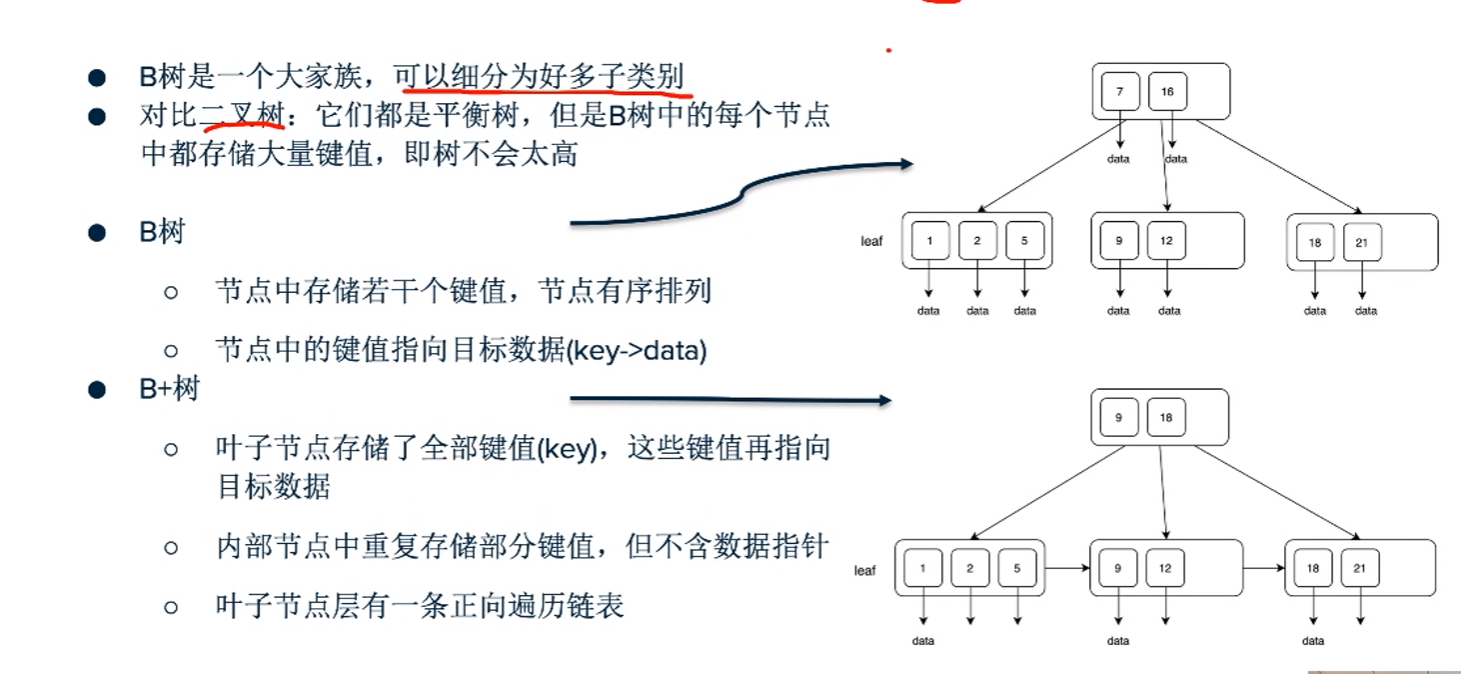 B树是一个大家族，可以细分为好多子类别
对比二叉树：它们都是平衡树，但是B树中的每个节点
中都存储大量键值，即树不会太高
B树
节点中存储若干个键值，节点有序排列
节点中的键值指向目标数据(key->data)
B+树
叶子节点存储了全部键值(key)，这些键值再指向
目标数据
内部节点中重复存储部分键值，但不含数据指针
叶子节点层有一条正向遍历链表
7 16
data data
leaf 1 2 5 9 12 18 21
data data data data data data data
9 18
leaf 1 2 5 9 12 18 21
data data data